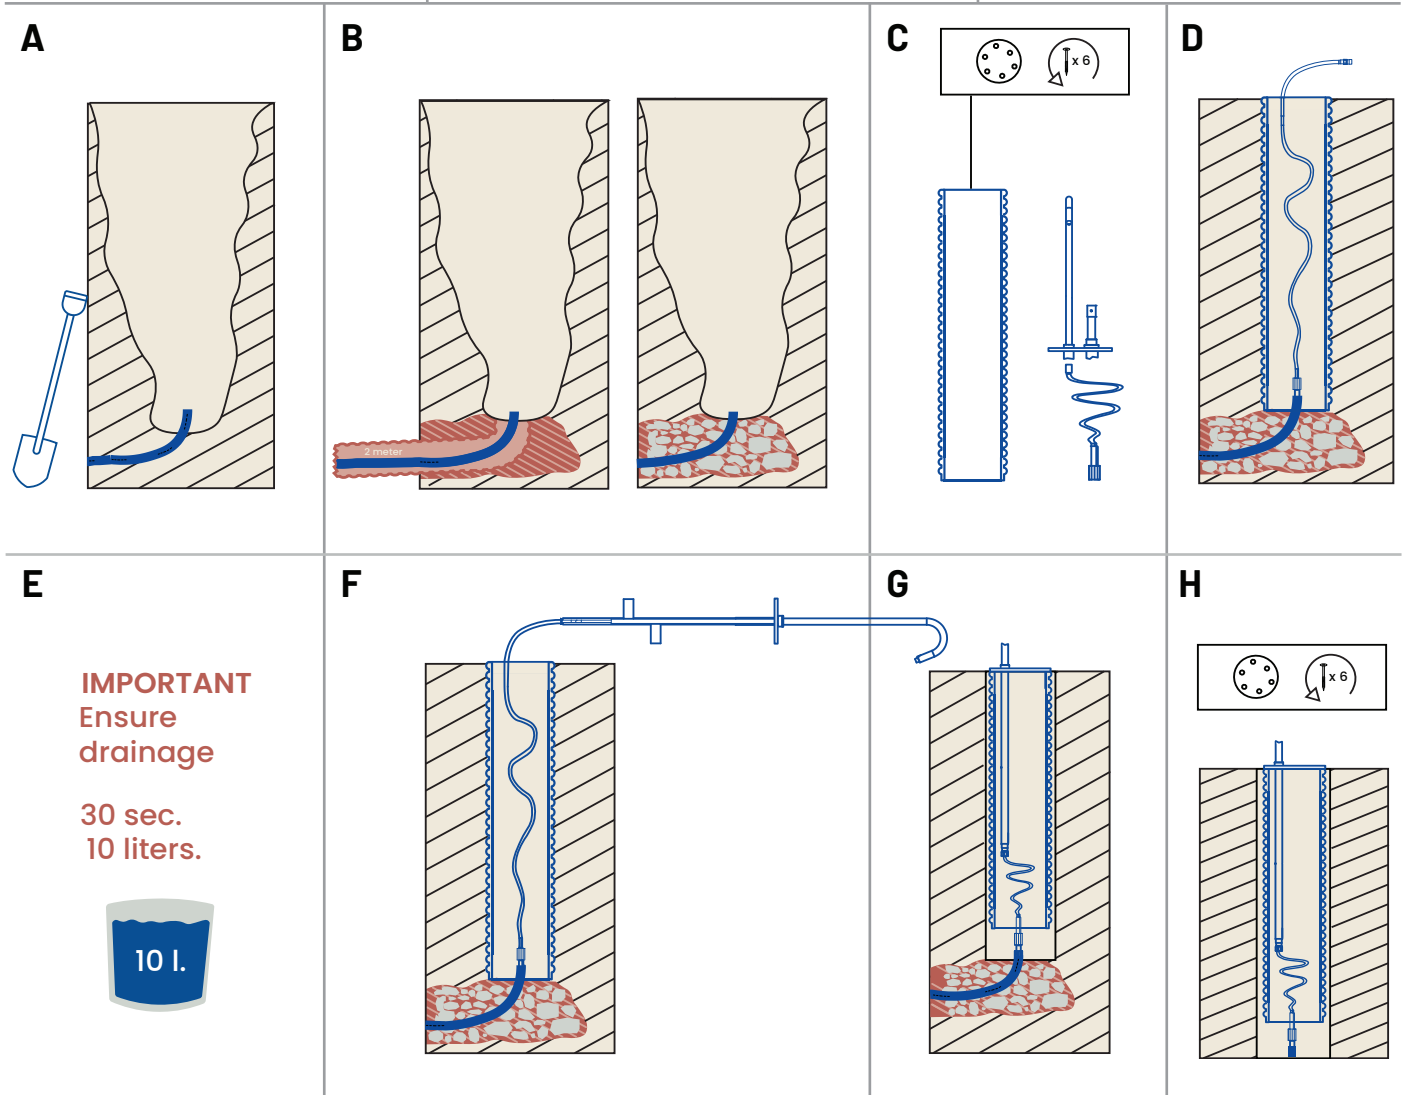 A
B
2 meter
C
x 6
D
E
IMPORTANT
Ensure
drainage
30 sec.
10 liters.
10 l.
F
G
H
x 6